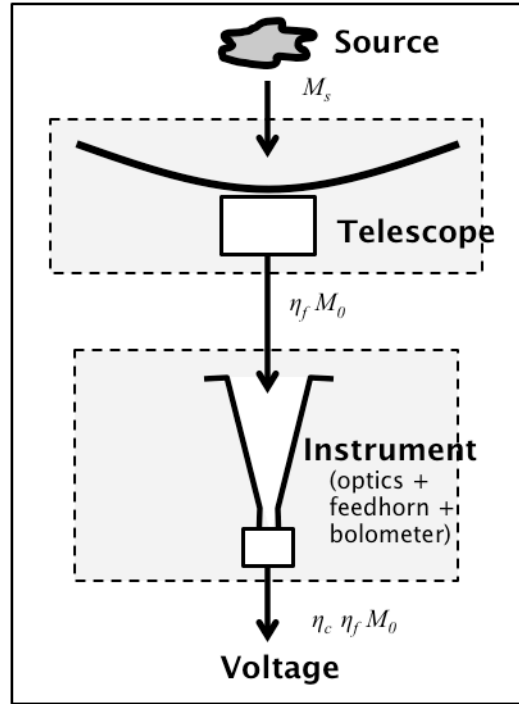 Source
M_s
Telescope
η_f M_0
Instrument
(optics +
feedhorn +
bolometer)
η_c η_f M_0
Voltage